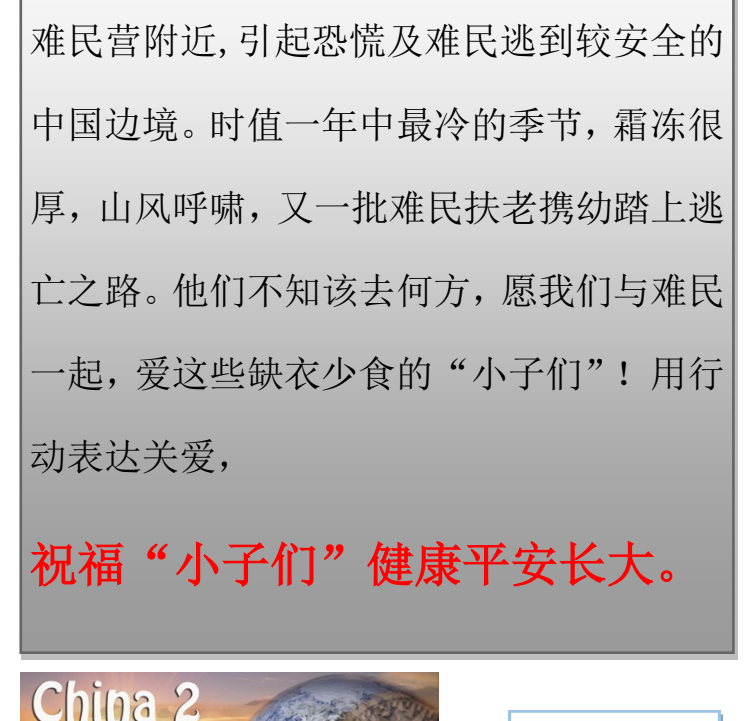 难民营附近,引起恐慌及难民逃到较安全的
中国边境。时值一年中最冷的季节，霜冻很
厚，山风呼啸，又一批难民扶老携幼踏上逃
亡之路。他们不知该去何方，愿我们与难民
一起，爱这些缺衣少食的“小子们”！用行
动表达关爱，
祝福“小子们”健康平安长大。
China 2